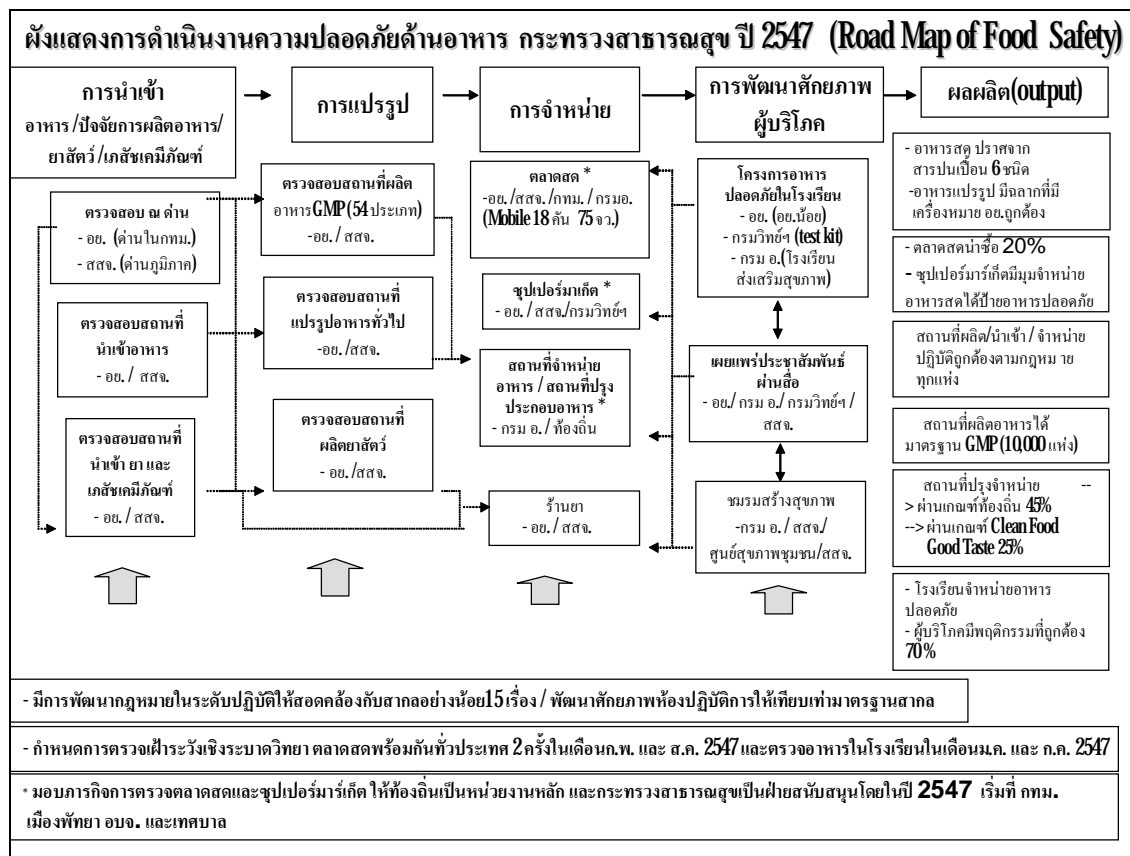 ผังแสดงการดำเนินงานความปลอดภัยด้านอาหาร กระทรวงสาธารณสุข ปี 2547 (Road Map of Food Safety)
การนำเข้า
อาหาร/ปัจจัยการผลิตอาหาร/
ยาสัตว์/เภสัชเคมีภัณฑ์
การแปรรูป
การจำหน่าย
การพัฒนาศักยภาพ
ผู้บริโภค
ผลผลิต(output)
ตรวจสอบ ณ ด่าน
- อย. (ด่านในกทม.)
- สสจ. (ด่านภูมิภาค)
ตรวจสอบสถานที่
นำเข้าอาหาร
- อย. / สสจ.
ตรวจสอบสถานที่
นำเข้า ยา และ
เภสัชเคมีภัณฑ์
- อย. / สสจ.
ตรวจสอบสถานที่ผลิต
อาหารGMP (54 ประเภท)
-อย. / สสจ.
ตรวจสอบสถานที่
แปรรูปอาหารทั่วไป
-อย. /สสจ.
ตรวจสอบสถานที่
ผลิตยาสัตว์
- อย. /สสจ.
ตลาดสด *
-อย. /สสจ. /กทม. / กรมอ.
(Mobile 18 คัน 75 จว.)
ซุปเปอร์มาเก็ต *
- อย. / สสจ./กรมวิทย์ฯ
สถานที่จำหน่าย
อาหาร / สถานที่ปรุง
ประกอบอาหาร *
- กรม อ. / ท้องถิ่น
ร้านยา
- อย. / สสจ.
โครงการอาหาร
ปลอดภัยในโรงเรียน
- อย. (อย.น้อย)
- กรมวิทย์ฯ (test kit)
- กรม อ.(โรงเรียน
ส่งเสริมสุขภาพ)
เผยแพร่ประชาสัมพันธ์
ผ่านสื่อ
- อย./ กรม อ./ กรมวิทย์ฯ /
สสจ.
ชมรมสร้างสุขภาพ
-กรม อ. / สสจ./
ศูนย์สุขภาพชุมชน/สสจ.
- อาหารสด ปราศจาก
สารปนเปื้อน 6 ชนิด
-อาหารแปรรูป มีฉลากที่มี
เครื่องหมาย อย.ถูกต้อง
- ตลาดสดน่าซื้อ 20%
- ซุปเปอร์มาร์เก็ตมีมุมจำหน่าย
อาหารสดได้ป้ายอาหารปลอดภัย
สถานที่ผลิต/นำเข้า / จำหน่าย
ปฏิบัติถูกต้องตามกฎหมาย
ทุกแห่ง
สถานที่ผลิตอาหารได้
มาตรฐาน GMP (10,000 แห่ง)
สถานที่ปรุงจำหน่าย --
> ผ่านเกณฑ์ท้องถิ่น 45%
--> ผ่านเกณฑ์ Clean Food
Good Taste 25%
- โรงเรียนจำหน่ายอาหาร
ปลอดภัย
- ผู้บริโภคมีพฤติกรรมที่ถูกต้อง
70%
- มีการพัฒนากฎหมายในระดับปฏิบัติให้สอดคล้องกับสากลอย่างน้อย15 เรื่อง / พัฒนาศักยภาพห้องปฏิบัติการให้เทียบเท่ามาตรฐานสากล
- กำหนดการตรวจเฝ้าระวังเชิงระบาดวิทยา ตลาดสดพร้อมกันทั่วประเทศ 2 ครั้งในเดือนก.พ. และ ส.ค. 2547 และตรวจอาหารในโรงเรียนในเดือนม.ค. และ ก.ค. 2547
* มอบภารกิจการตรวจตลาดสดและซุปเปอร์มาร์เก็ต ให้ท้องถิ่นเป็นหน่วยงานหลัก และกระทรวงสาธารณสุขเป็นฝ่ายสนับสนุนโดยในปี 2547 เริ่มที่ กทม.
เมืองพัทยา อบจ. และเทศบาล